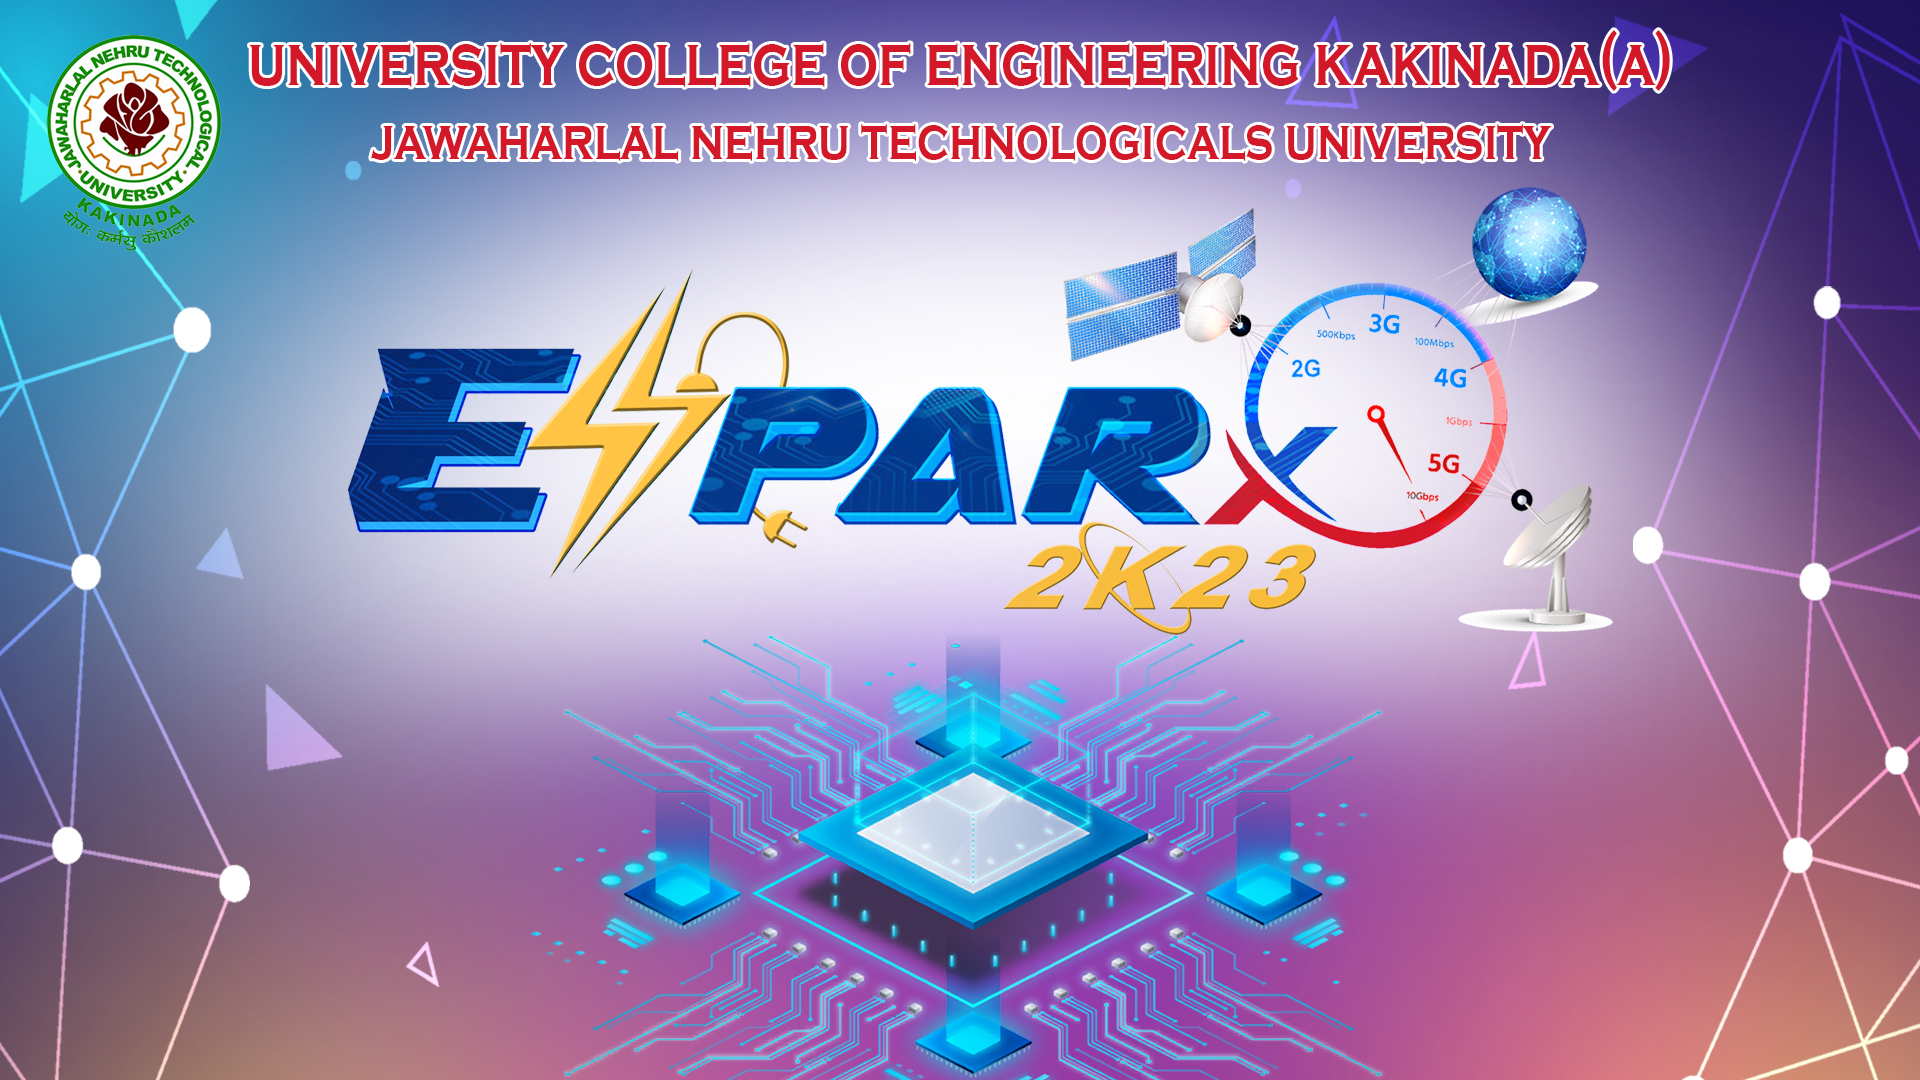 UNIVERSITY COLLEGE OF ENGINEERING KAKINADA(A)
JAWAHARLAL NEHRU TECHNOLOGICALS UNIVERSITY
JAWAHARLAL NEHRU TECHNOLOGICAL
·UNIVERSITY·
KAKINADA
योगः कर्मसु कौशलम
ESPARX
2K23
500Kbps
3G
100Mbps
2G
4G
1Gbps
5G
10Gbps